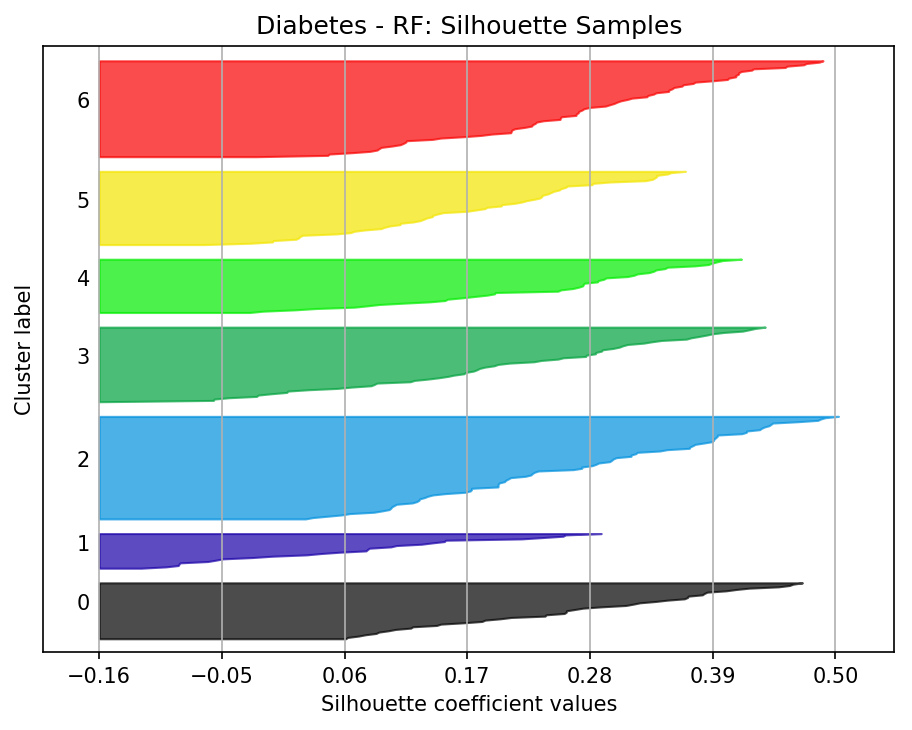 Diabetes - RF: Silhouette Samples
Cluster label
6
5
4
3
2
1
0
−0.16 −0.05 0.06 0.17 0.28 0.39 0.50
Silhouette coefficient values